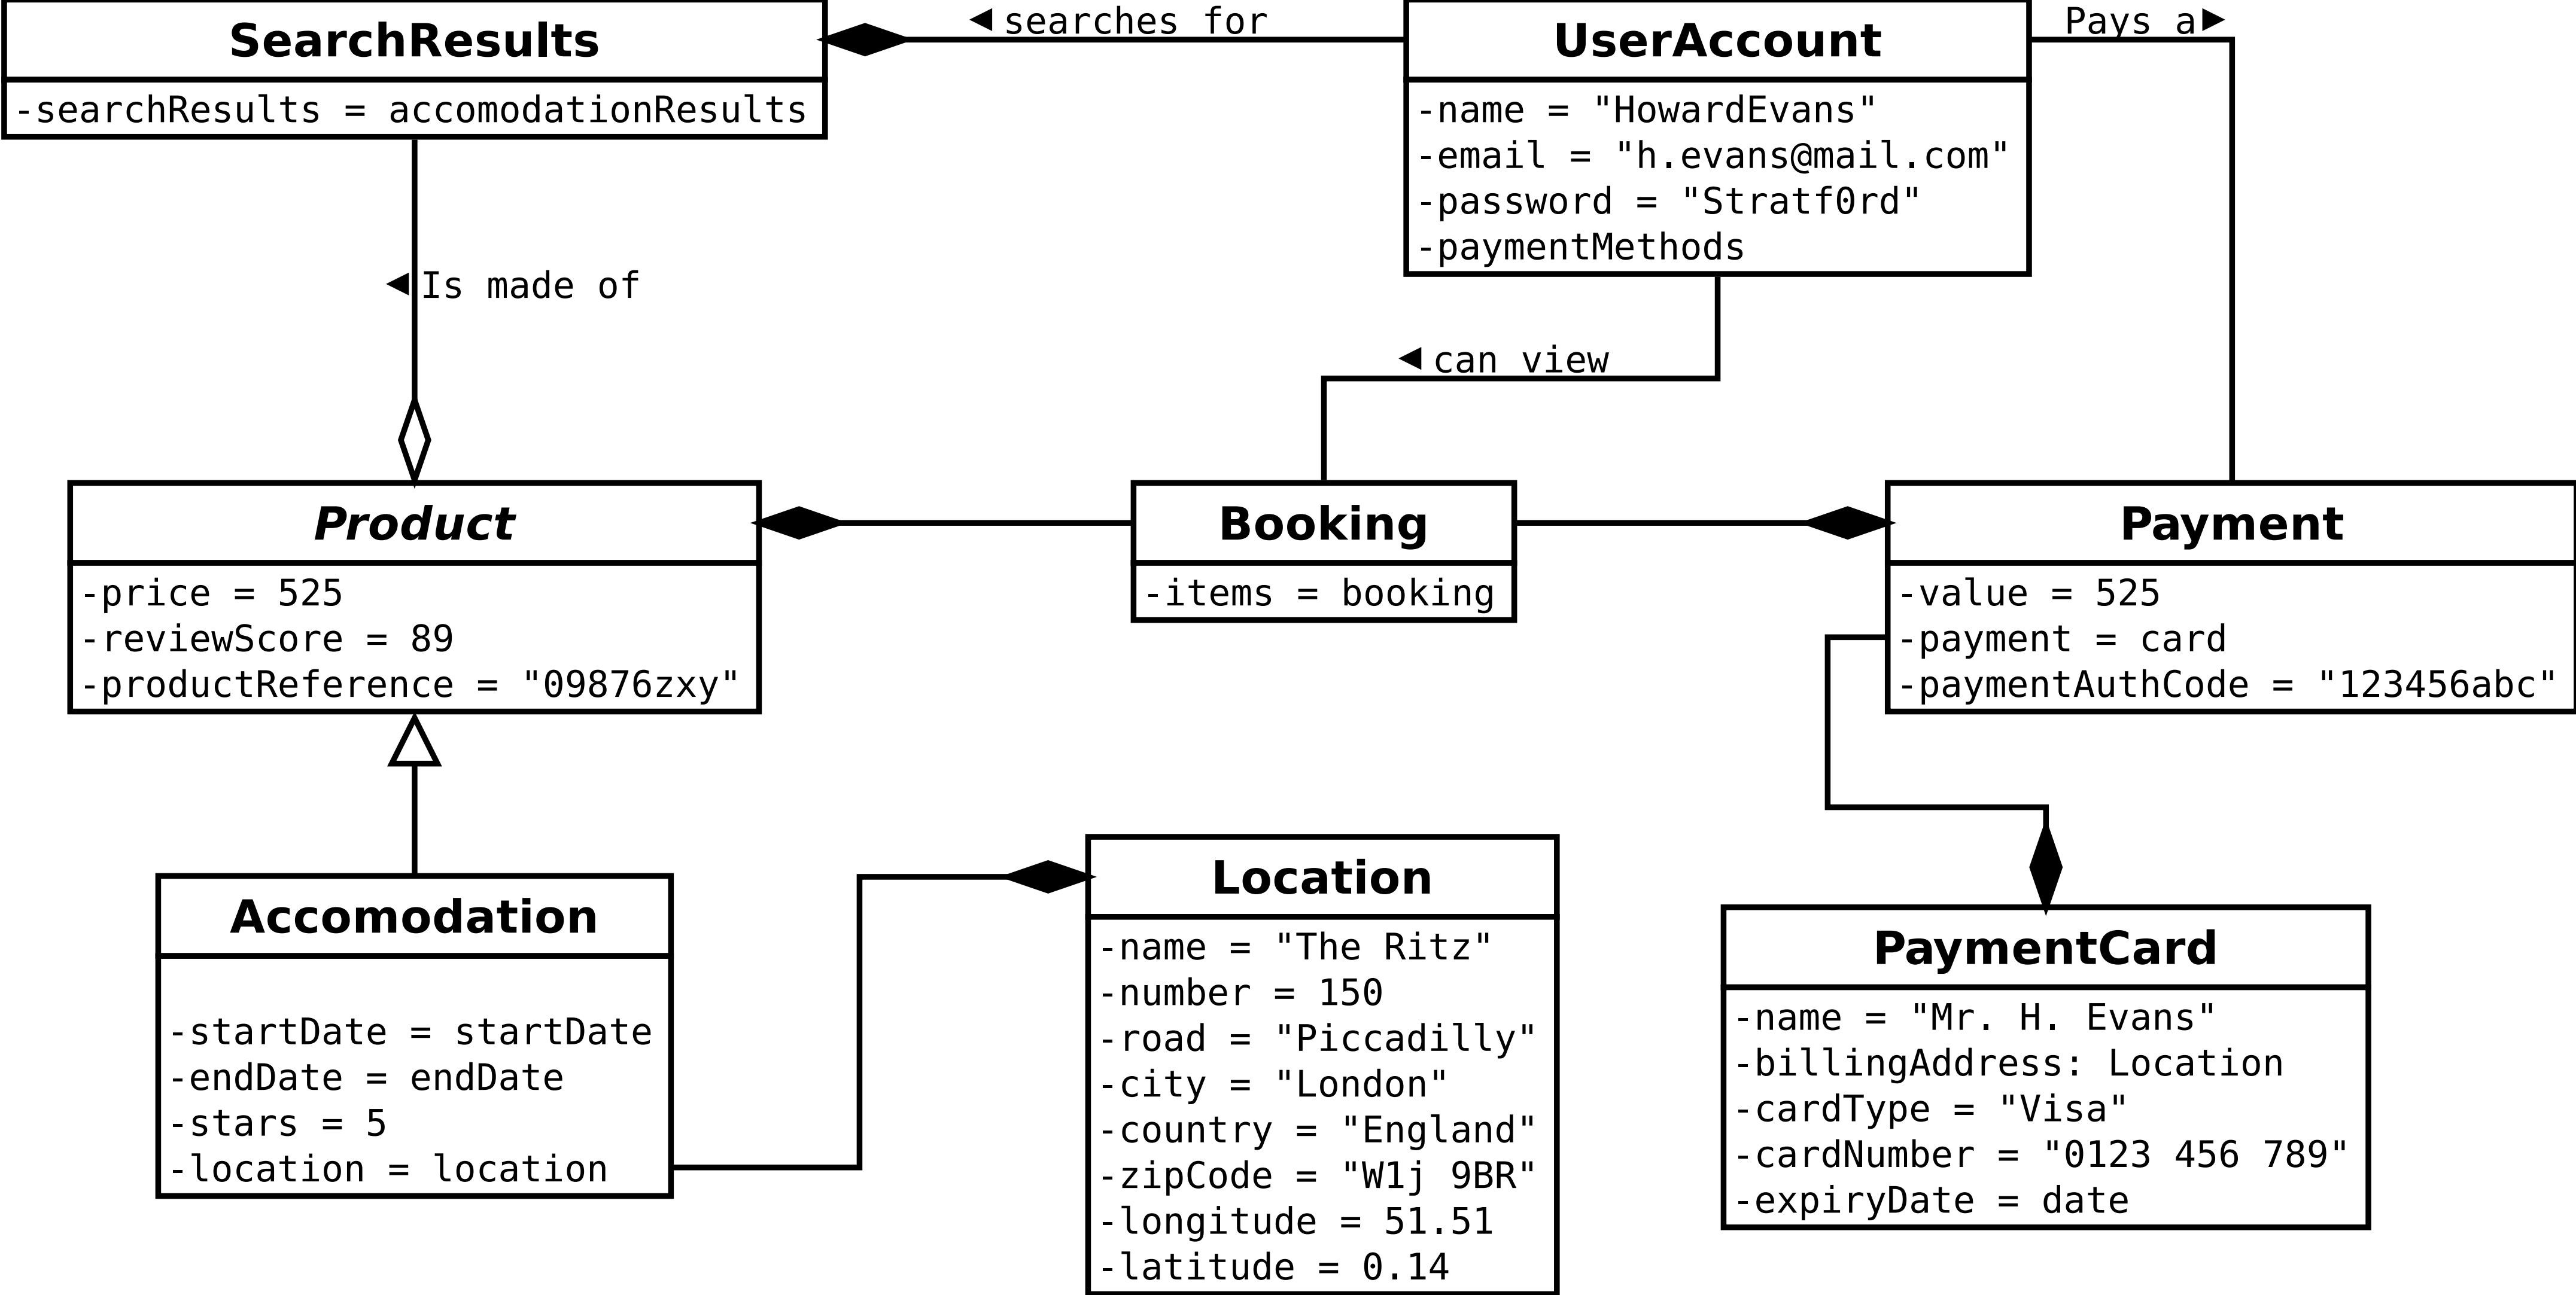 SearchResults
-searchResults = accomodationResults
◀ searches for
UserAccount
-name = "HowardEvans"
-email = "h.evans@mail.com"
-password = "Stratf0rd"
-paymentMethods
Pays a▶
◀ Is made of
◀ can view
Product
-price = 525
-reviewScore = 89
-productReference = "09876zxy"
Booking
-items = booking
Payment
-value = 525
-payment = card
-paymentAuthCode = "123456abc"
Accomodation
-startDate = startDate
-endDate = endDate
-stars = 5
-location = location
Location
-name = "The Ritz"
-number = 150
-road = "Piccadilly"
-city = "London"
-country = "England"
-zipCode = "W1j 9BR"
-longitude = 51.51
-latitude = 0.14
PaymentCard
-name = "Mr. H. Evans"
-billingAddress: Location
-cardType = "Visa"
-cardNumber = "0123 456 789"
-expiryDate = date